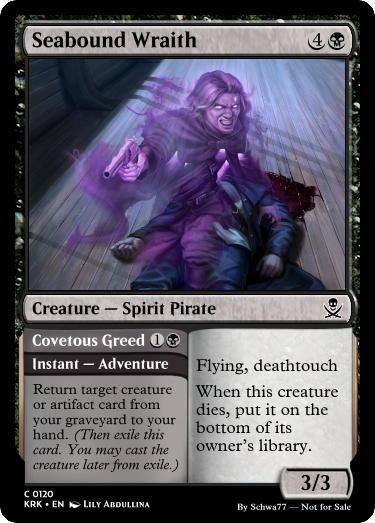 Seabound Wraith 4
Creature — Spirit Pirate
Covetous Greed 1
Instant — Adventure
Return target creature
or artifact card from
your graveyard to your
hand. (Then exile this
card. You may cast the
creature later from exile.)
Flying, deathtouch
When this creature
dies, put it on the
bottom of its
owner's library.
3/3
C 0120
KRK • EN Lily Abdullina
By Schwa77 — Not for Sale